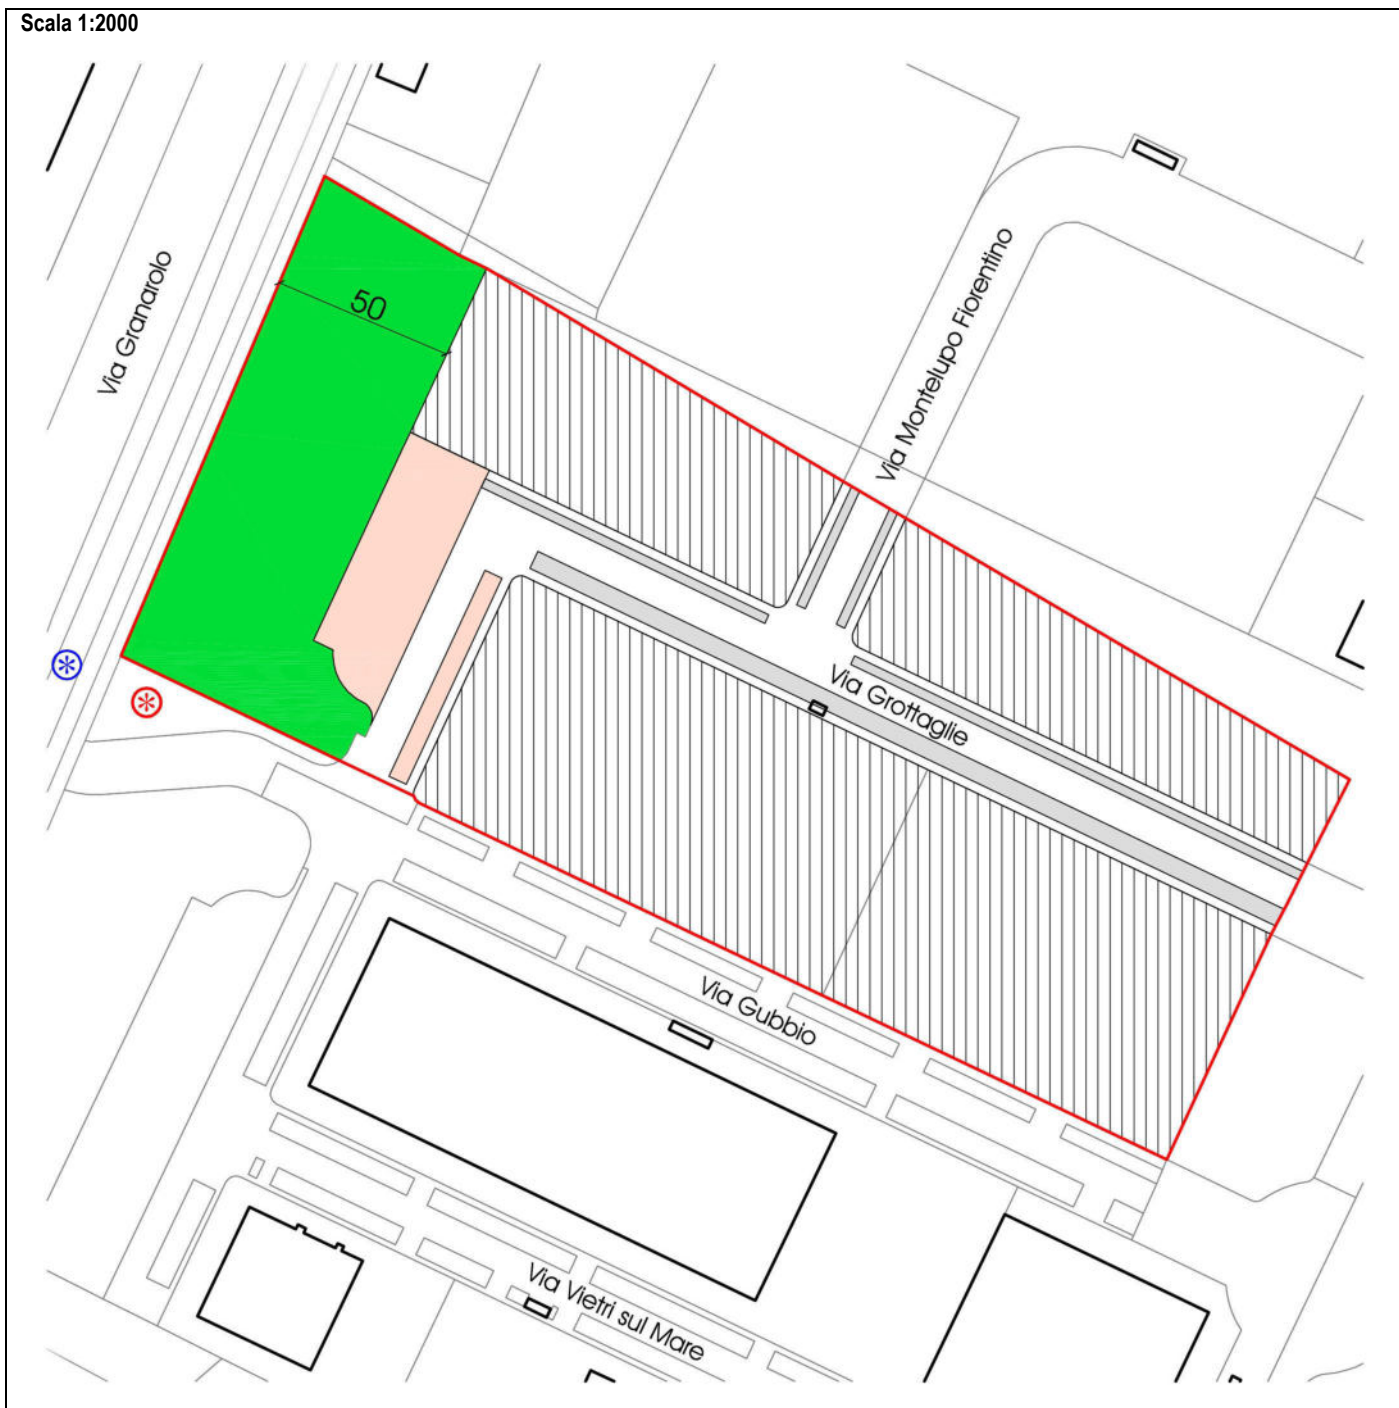 Scala 1:2000
Via Granarolo
50
Via Montelupo Fiorentino
Via Grottaglie
Via Gubbio
Via Vietri sul Mare